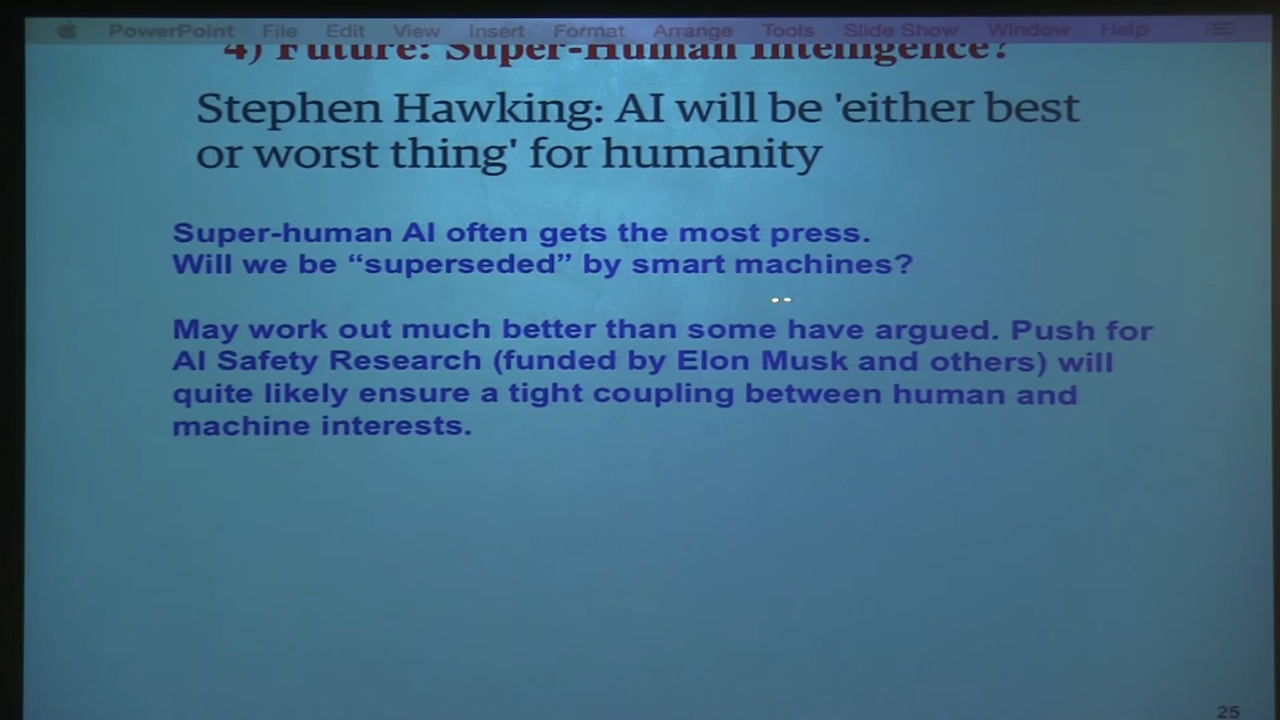 PowerPoint File Edit View Insert Format Arrange Tools Slide Show Window Help
4) Future: Super-Human Intelligence?
Stephen Hawking: AI will be 'either best
or worst thing' for humanity
Super-human AI often gets the most press.
Will we be “superseded” by smart machines?
May work out much better than some have argued. Push for
AI Safety Research (funded by Elon Musk and others) will
quite likely ensure a tight coupling between human and
machine interests.
25